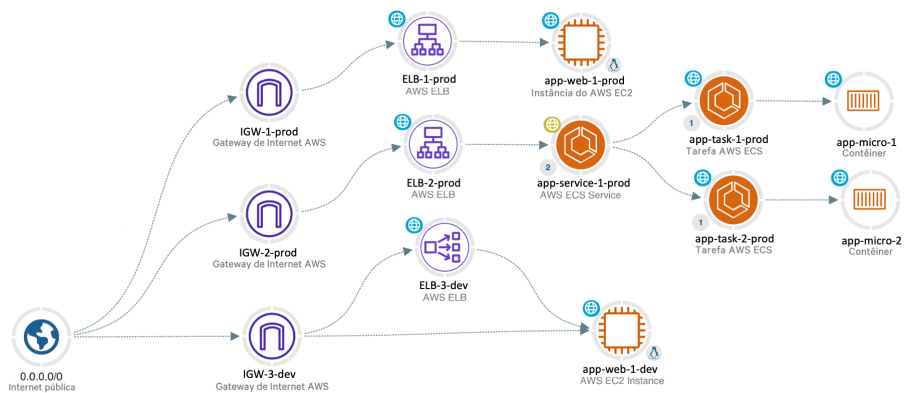 ELB-1-prod
AWS ELB
app-web-1-prod
Instância do AWS EC2
IGW-1-prod
Gateway de Internet AWS
1
app-task-1-prod
Tarefa AWS ECS
app-micro-1
Contêiner
ELB-2-prod
AWS ELB
2
app-service-1-prod
AWS ECS Service
IGW-2-prod
Gateway de Internet AWS
1
app-task-2-prod
Tarefa AWS ECS
app-micro-2
Contêiner
ELB-3-dev
AWS ELB
0.0.0.0/0
Internet pública
IGW-3-dev
Gateway de Internet AWS
app-web-1-dev
AWS EC2 Instance